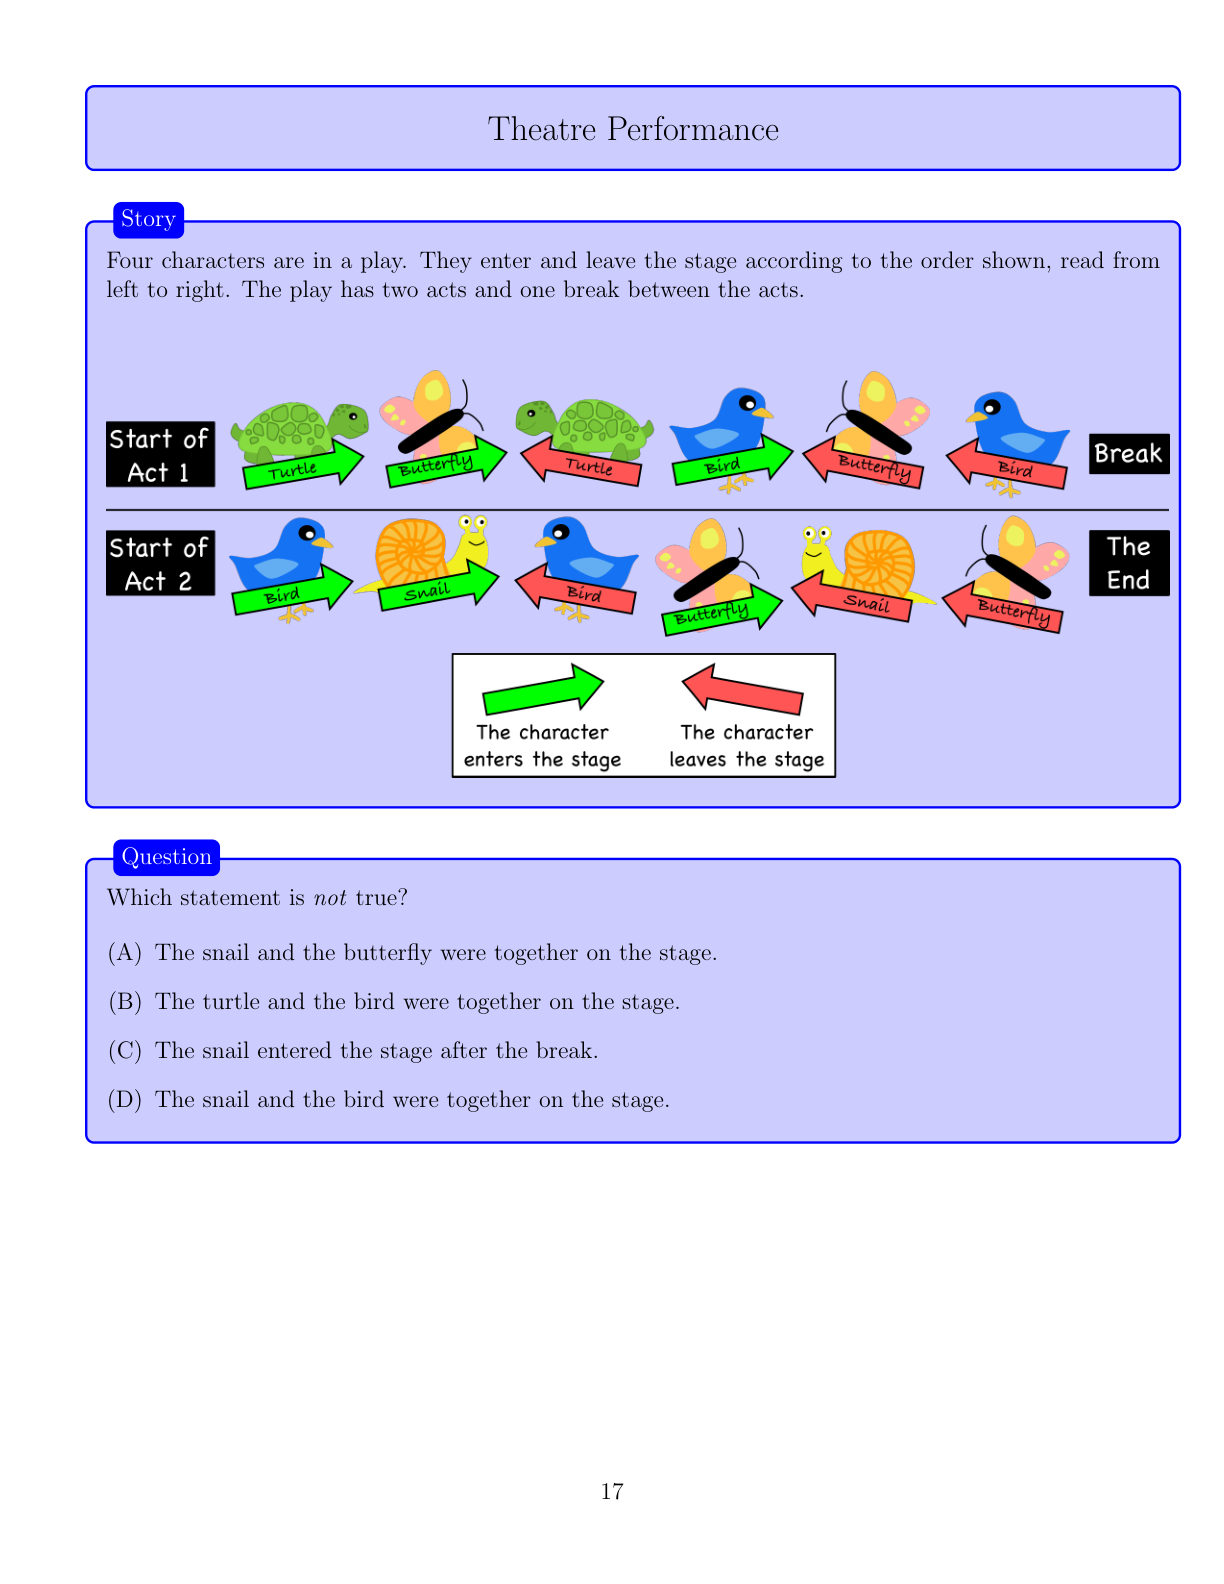 Theatre Performance
Story
Four characters are in a play. They enter and leave the stage according to the order shown, read from
left to right. The play has two acts and one break between the acts.
Start of
Act 1
Turtle
Butterfly
Turtle
Bird
Butterfly
Bird
Break
Start of
Act 2
Bird
Snail
Bird
Butterfly
Snail
Butterfly
The
End
The character
enters the stage
The character
leaves the stage
Question
Which statement is not true?
(A) The snail and the butterfly were together on the stage.
(B) The turtle and the bird were together on the stage.
(C) The snail entered the stage after the break.
(D) The snail and the bird were together on the stage.
17